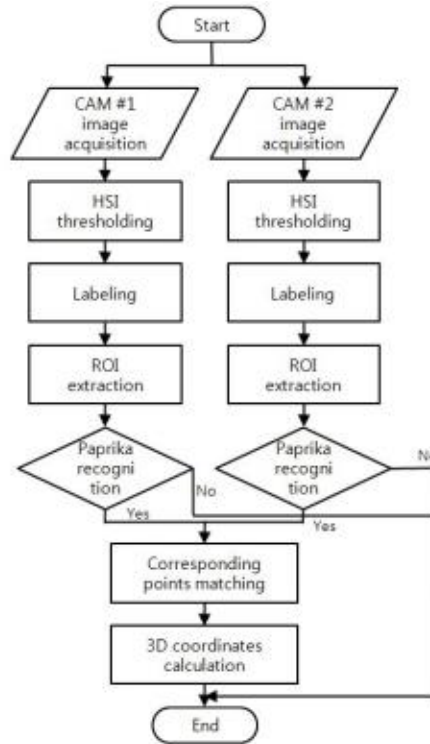 Start
CAM #1
image
acquisition
CAM #2
image
acquisition
HSI
thresholding
HSI
thresholding
Labeling
Labeling
ROI
extraction
ROI
extraction
Paprika
recogni
tion
Paprika
recogni
tion
No
No
Yes
Yes
Corresponding
points matching
3D coordinates
calculation
End